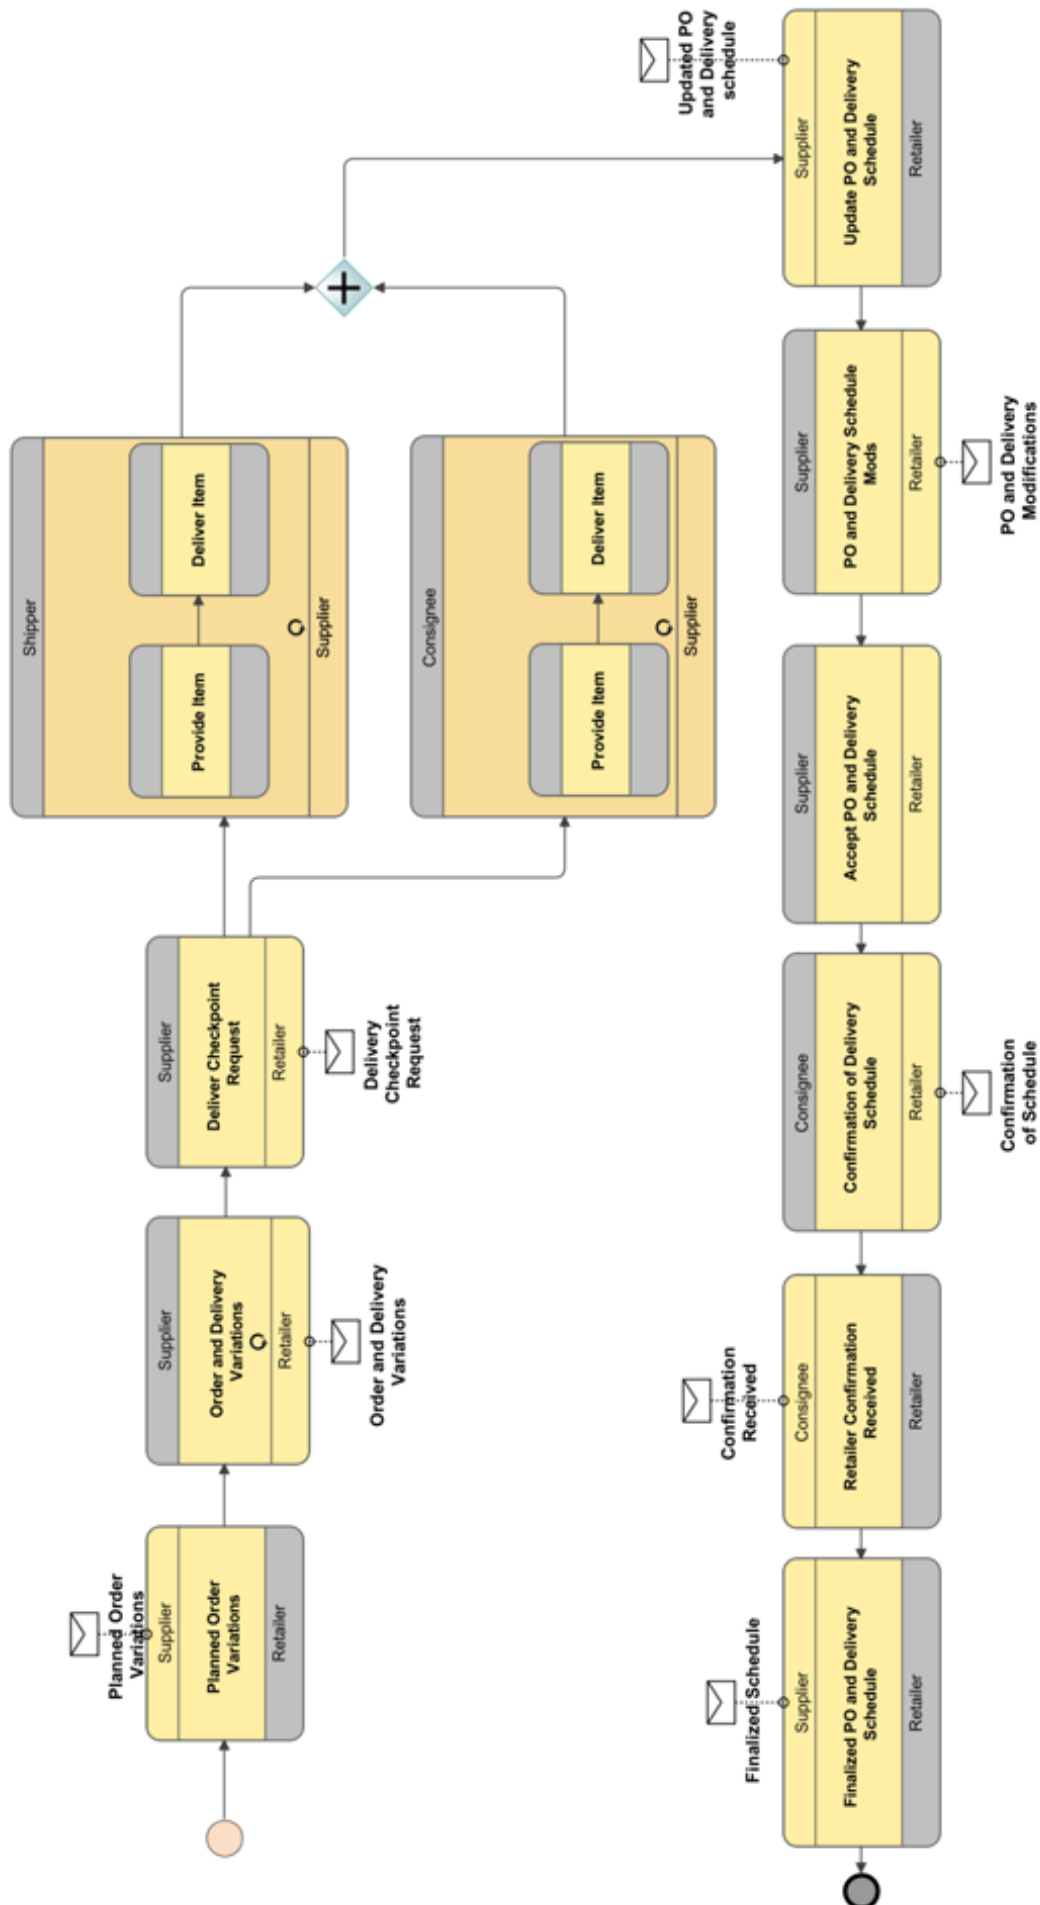 Planned Order
Variations
Supplier
Planned Order
Variations
Retailer
Supplier
Order and Delivery
Variations
Retailer
Order and Delivery
Variations
Supplier
Deliver Checkpoint
Request
Retailer
Delivery
Checkpoint
Request
Shipper
Provide Item
Deliver Item
Supplier
Consignee
Provide Item
Deliver Item
Supplier
Updated PO
and Delivery
schedule
Supplier
Update PO and Delivery
Schedule
Retailer
Supplier
PO and Delivery Schedule
Mods
Retailer
PO and Delivery
Modifications
Supplier
Accept PO and Delivery
Schedule
Retailer
Consignee
Confirmation of Delivery
Schedule
Retailer
Confirmation
of Schedule
Confirmation
Received
Consignee
Retailer Confirmation
Received
Retailer
Finalized Schedule
Supplier
Finalized PO and Delivery
Schedule
Retailer